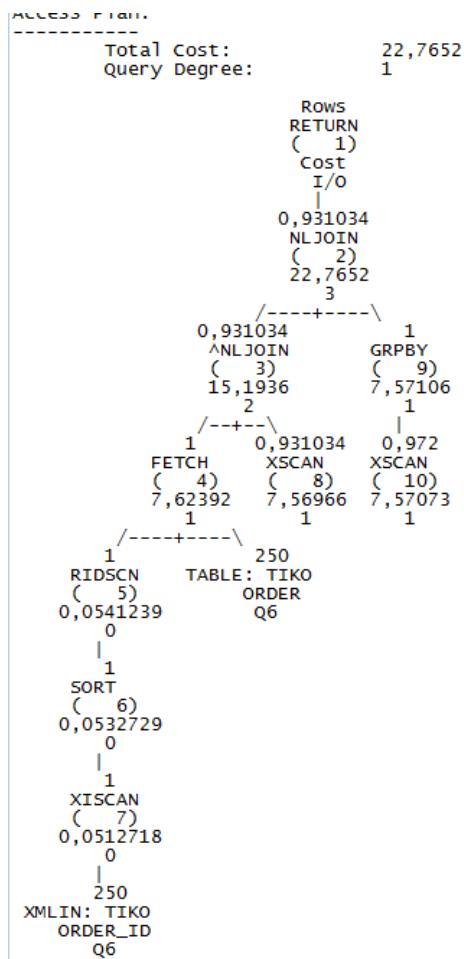 Access Plan:
-----------
Total Cost: 22,7652
Query Degree: 1
Rows
RETURN
( 1)
Cost
I/O
|
0,931034
NLJOIN
( 2)
22,7652
3
/----+----\
0,931034 1
^NLJOIN GRPBY
( 3) ( 9)
15,1936 7,57106
2 1
/--+--\ |
1 0,931034 0,972
FETCH XSCAN XSCAN
( 4) ( 8) ( 10)
7,62392 7,56966 7,57073
1 1 1
/----+----\
1 250
RIDSCN TABLE: TIKO
( 5) ORDER
0,0541239 Q6
0
|
1
SORT
( 6)
0,0532729
0
|
1
XISCAN
( 7)
0,0512718
0
|
250
XMLIN: TIKO
ORDER_ID
Q6